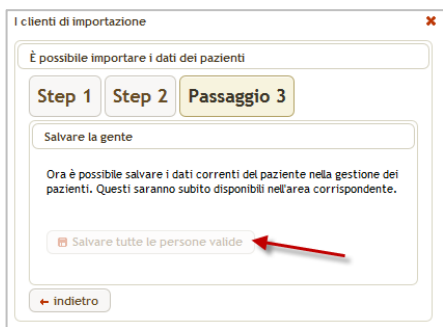 I clienti di importazione
È possibile importare i dati dei pazienti
Step 1 Step 2 Passaggio 3
Salvare la gente
Ora è possibile salvare i dati correnti del paziente nella gestione dei
pazienti. Questi saranno subito disponibili nell'area corrispondente.
Salvare tutte le persone valide
indietro